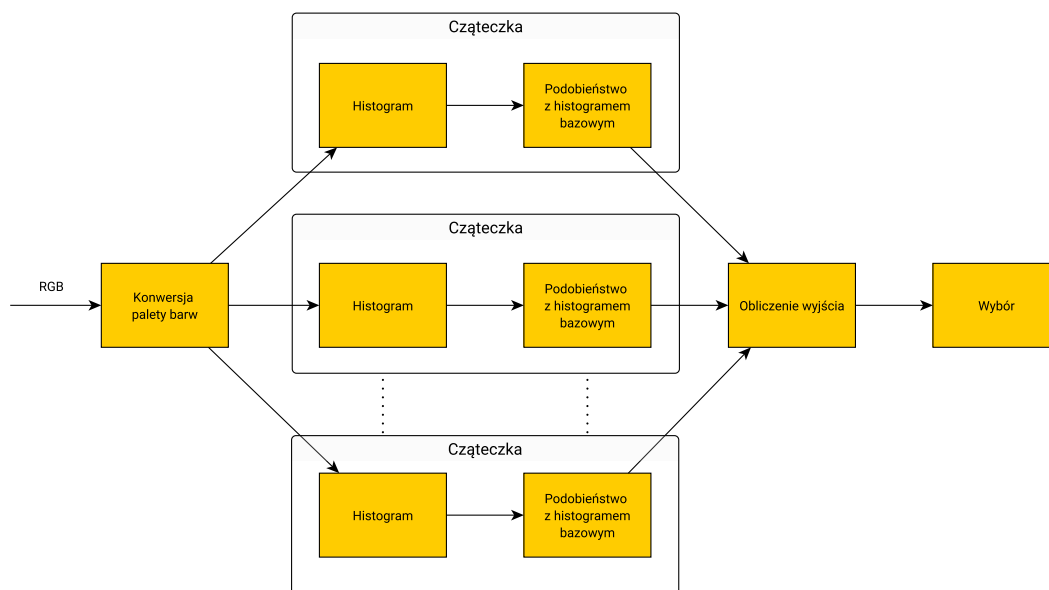 Cząteczka
Histogram
Podobieństwo
z histogramem
bazowym
Cząteczka
RGB
Konwersja
palety barw
Histogram
Podobieństwo
z histogramem
bazowym
Obliczenie wyjścia
Wybór
Cząteczka
Histogram
Podobieństwo
z histogramem
bazowym